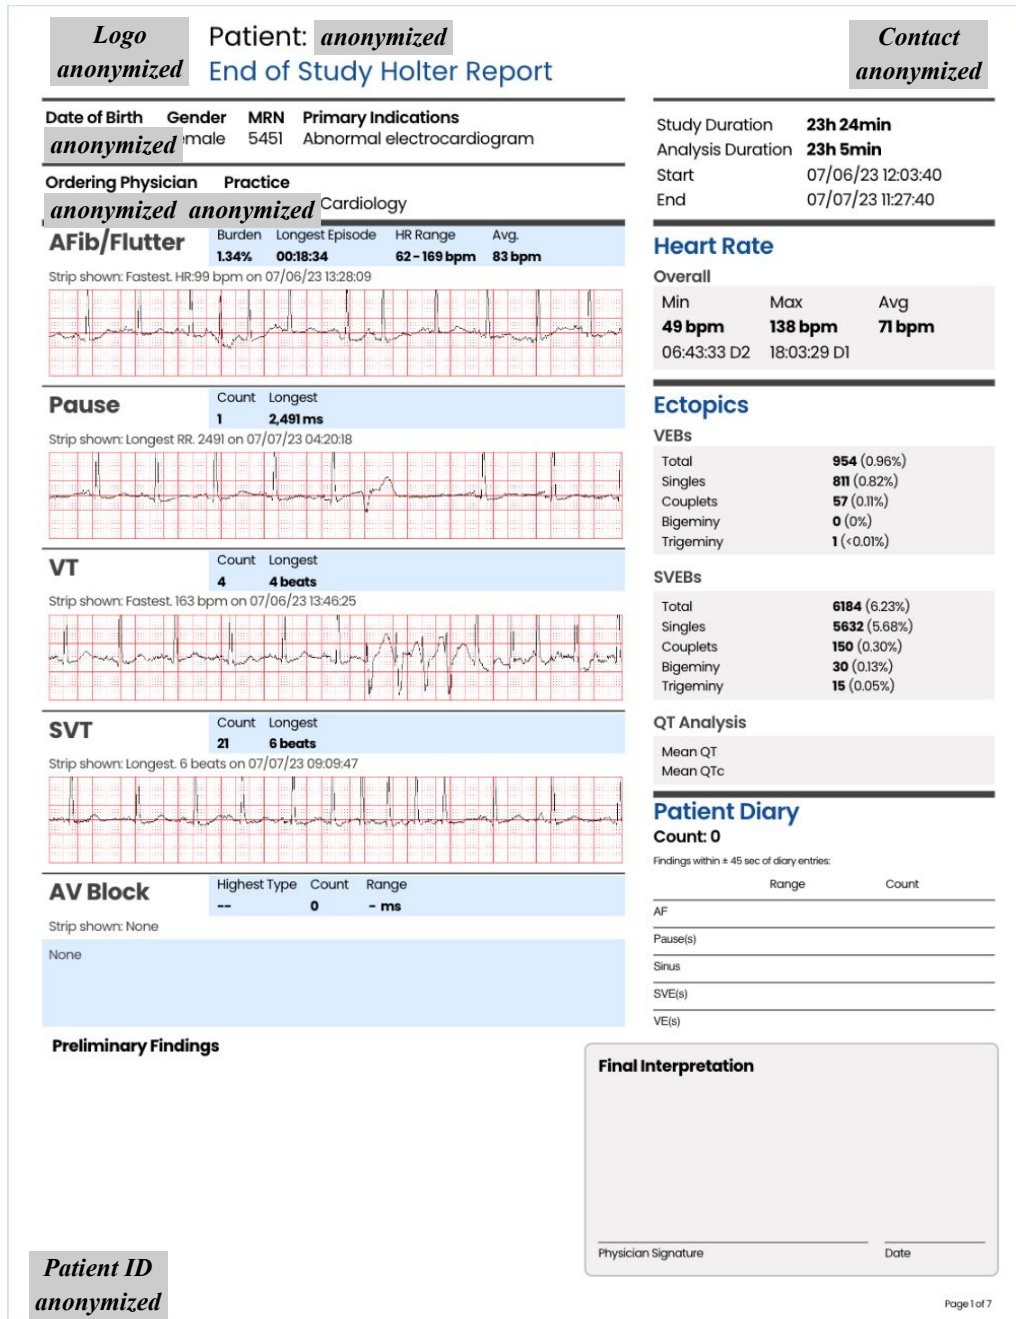 Logo
anonymized
Patient: anonymized
End of Study Holter Report
Contact
anonymized
Date of Birth Gender MRN Primary Indications
anonymized emale 5451 Abnormal electrocardiogram
Ordering Physician Practice
anonymized anonymized Cardiology
Study Duration 23h 24min
Analysis Duration 23h 5min
Start 07/06/23 12:03:40
End 07/07/23 11:27:40
AFib/Flutter
Burden Longest Episode HR Range Avg.
1.34% 00:18:34 62 - 169 bpm 83 bpm
Strip shown: Fastest. HR:99 bpm on 07/06/23 13:28:09
Pause
Count Longest
1 2,491 ms
Strip shown: Longest RR. 2491 on 07/07/23 04:20:18
VT
Count Longest
4 4 beats
Strip shown: Fastest. 163 bpm on 07/06/23 13:46:25
SVT
Count Longest
21 6 beats
Strip shown: Longest. 6 beats on 07/07/23 09:09:47
AV Block
Highest Type Count Range
-- 0 - ms
Strip shown: None
None
Heart Rate
Overall
Min Max Avg
49 bpm 138 bpm 71 bpm
06:43:33 D2 18:03:29 D1
Ectopics
VEBs
Total 954 (0.96%)
Singles 811 (0.82%)
Couplets 57 (0.11%)
Bigeminy 0 (0%)
Trigeminy 1 (<0.01%)
SVEBs
Total 6184 (6.23%)
Singles 5632 (5.68%)
Couplets 150 (0.30%)
Bigeminy 30 (0.13%)
Trigeminy 15 (0.05%)
QT Analysis
Mean QT
Mean QTc
Patient Diary
Count: 0
Findings within ± 45 sec of diary entries:
Range Count
AF
Pause(s)
Sinus
SVE(s)
VE(s)
Preliminary Findings
Final Interpretation
Physician Signature Date
Patient ID
anonymized
Page 1 of 7